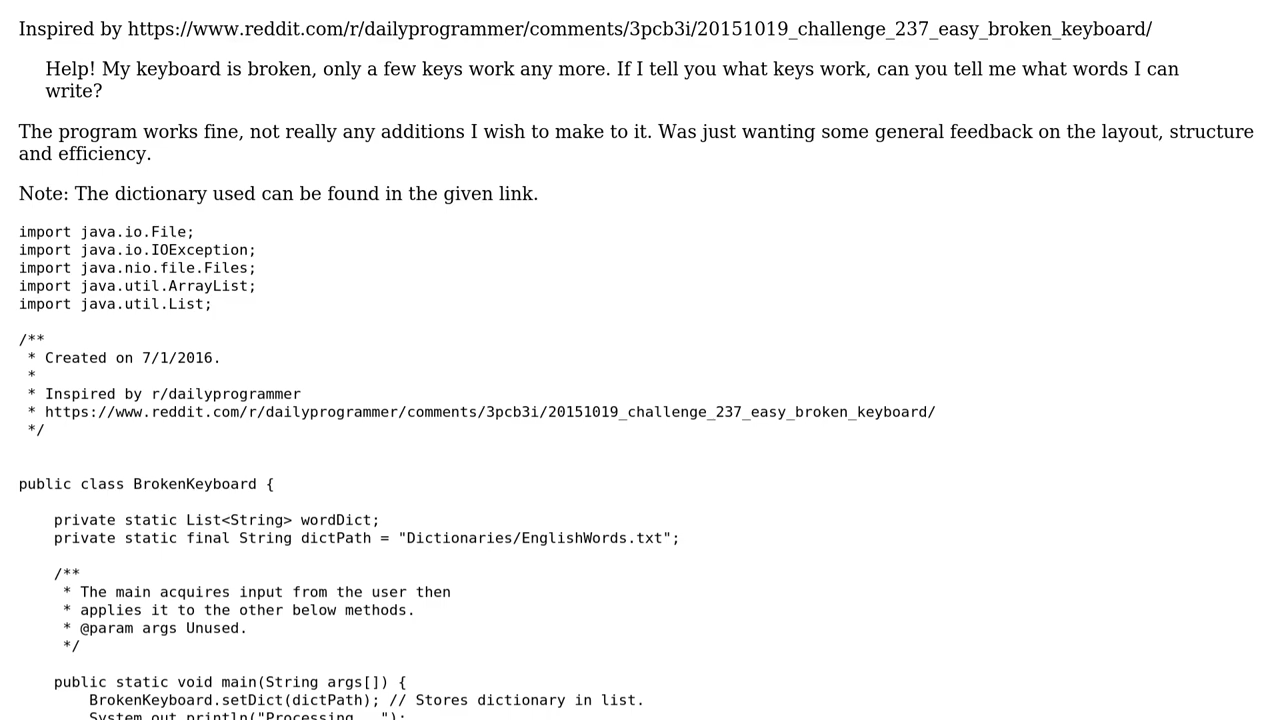 Inspired by https://www.reddit.com/r/dailyprogrammer/comments/3pcb3i/20151019_challenge_237_easy_broken_keyboard/
Help! My keyboard is broken, only a few keys work any more. If I tell you what keys work, can you tell me what words I can
write?
The program works fine, not really any additions I wish to make to it. Was just wanting some general feedback on the layout, structure
and efficiency.
Note: The dictionary used can be found in the given link.
import java.io.File;
import java.io.IOException;
import java.nio.file.Files;
import java.util.ArrayList;
import java.util.List;
/**
 * Created on 7/1/2016.
 *
 * Inspired by r/dailyprogrammer
 * https://www.reddit.com/r/dailyprogrammer/comments/3pcb3i/20151019_challenge_237_easy_broken_keyboard/
 */
public class BrokenKeyboard {
    private static List<String> wordDict;
    private static final String dictPath = "Dictionaries/EnglishWords.txt";
    /**
     * The main acquires input from the user then
     * applies it to the other below methods.
     * @param args Unused.
     */
    public static void main(String args[]) {
        BrokenKeyboard.setDict(dictPath); // Stores dictionary in list.
        System.out.println("Processing...");